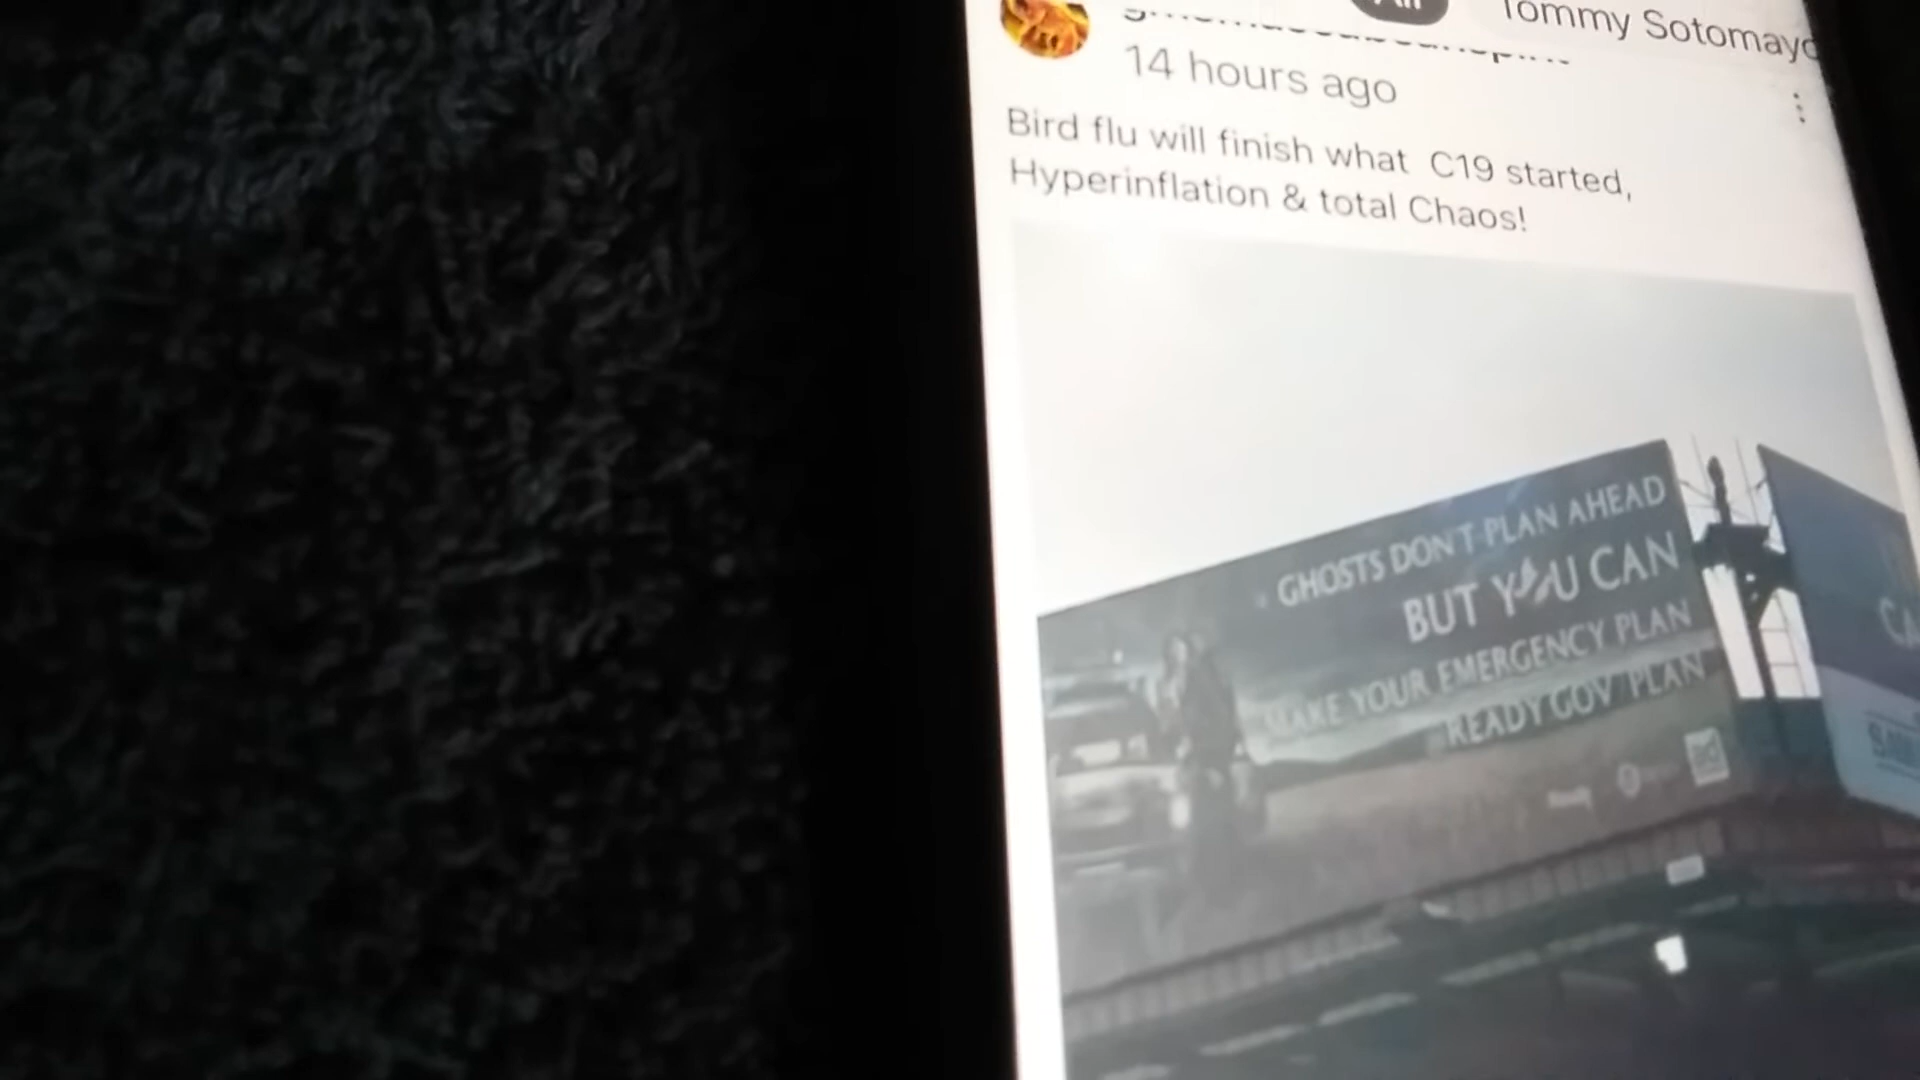 Tommy Sotomayo
14 hours ago
Bird flu will finish what C19 started,
Hyperinflation & total Chaos!
GHOSTS DON'T PLAN AHEAD
BUT YOU CAN
MAKE YOUR EMERGENCY PLAN
READY GOV PLAN